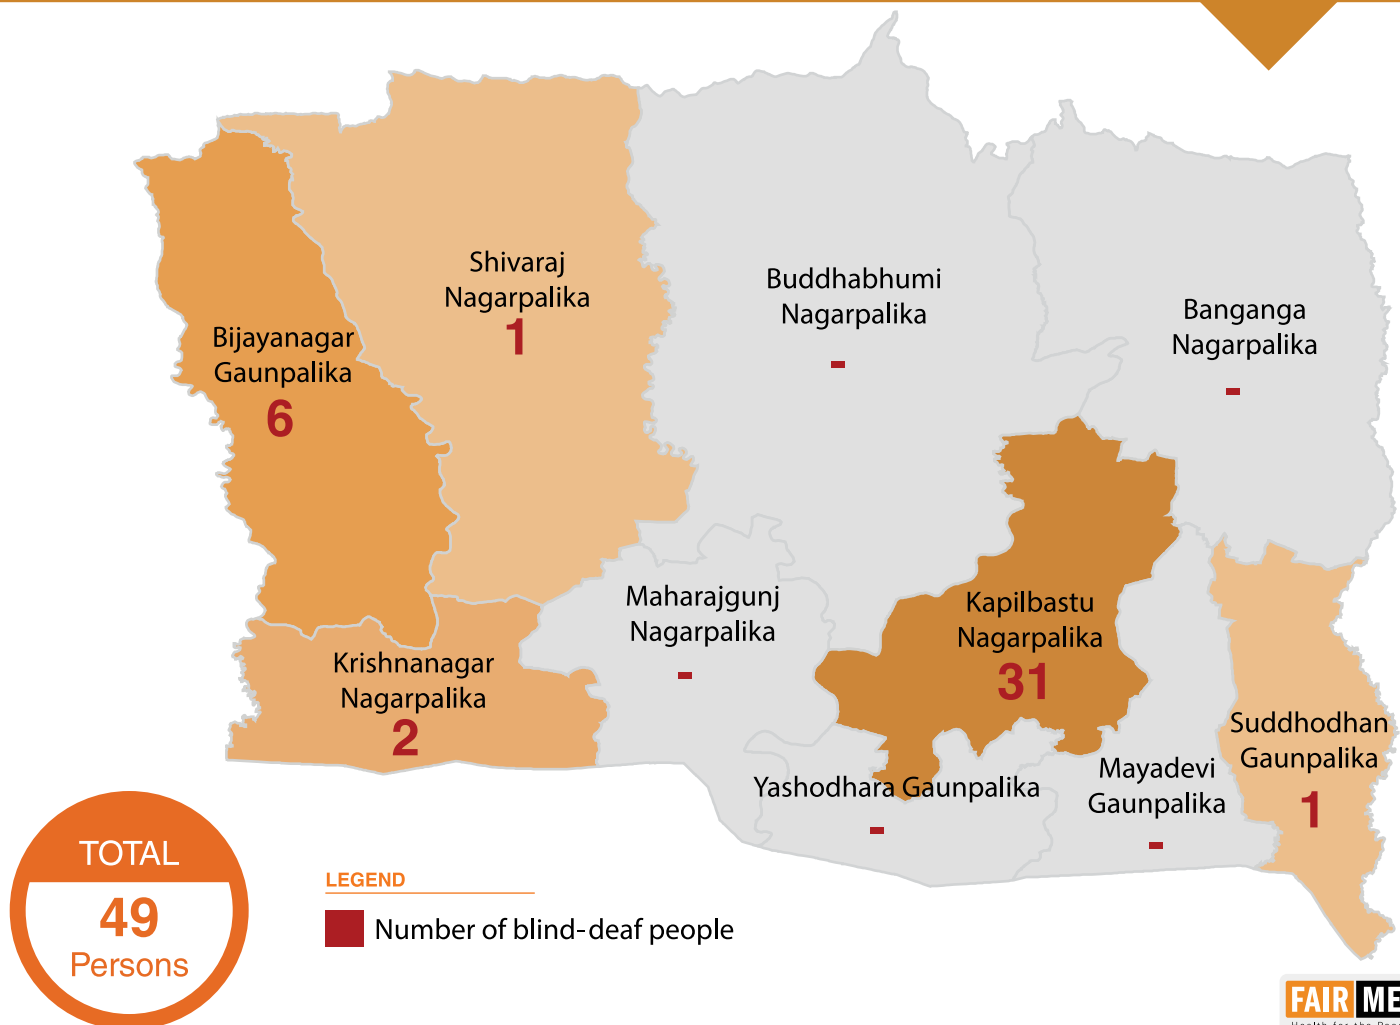 Shivaraj
Nagarpalika
1
Buddhabhumi
Nagarpalika
-
Banganga
Nagarpalika
-
Bijayanagar
Gaunpalika
6
Maharajgunj
Nagarpalika
-
Kapilbastu
Nagarpalika
31
Krishnanagar
Nagarpalika
2
Suddhodhan
Gaunpalika
1
Yashodhara Gaunpalika
-
Mayadevi
Gaunpalika
-
TOTAL
49
Persons
LEGEND
Number of blind-deaf people
FAIR ME